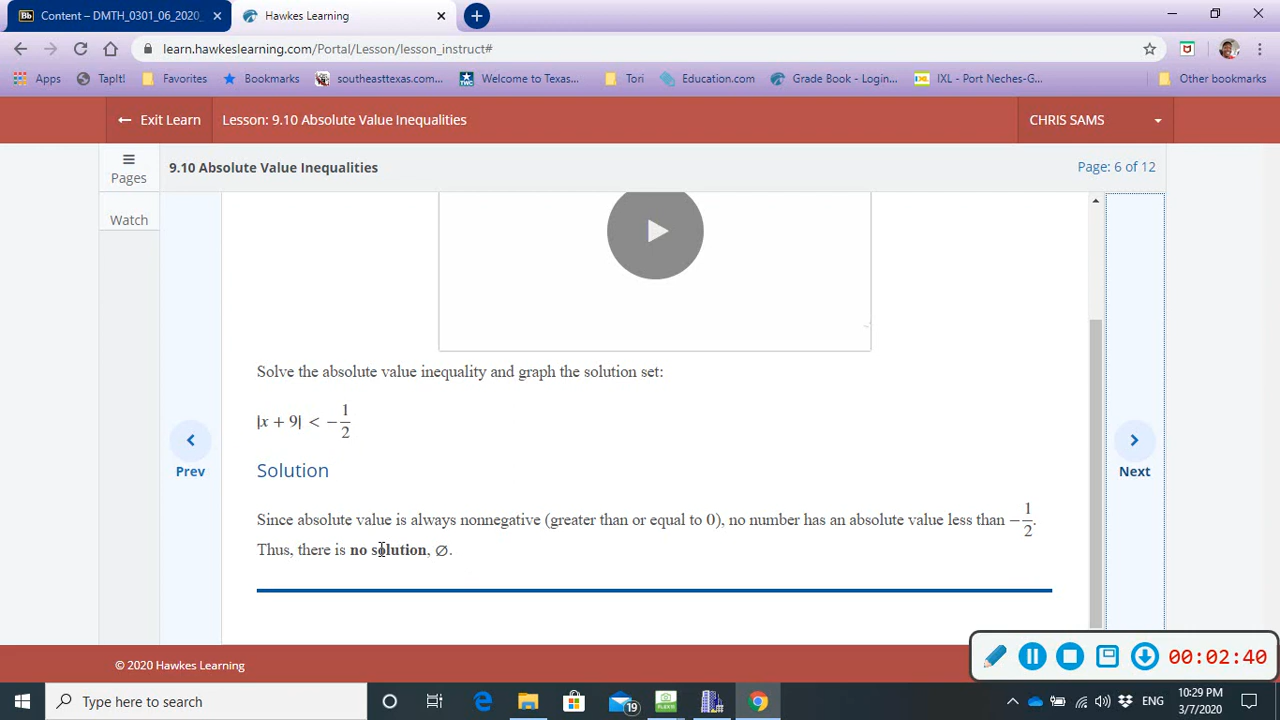 Content – DMTH_0301_06_2020_
Hawkes Learning
learn.hawkeslearning.com/Portal/Lesson/lesson_instruct#
Apps TapIt! Favorites Bookmarks southeasttexas.com... Welcome to Texas... Tori Education.com Grade Book - Login... IXL - Port Neches-G... Other bookmarks
Exit Learn Lesson: 9.10 Absolute Value Inequalities CHRIS SAMS
Pages
9.10 Absolute Value Inequalities Page: 6 of 12
Watch
Solve the absolute value inequality and graph the solution set:
|x + 9| < −1/2
Prev
Next
Solution
Since absolute value is always nonnegative (greater than or equal to 0), no number has an absolute value less than −1/2.
Thus, there is no solution, ∅.
© 2020 Hawkes Learning
00:02:40
Type here to search
19
ENG
10:29 PM
3/7/2020